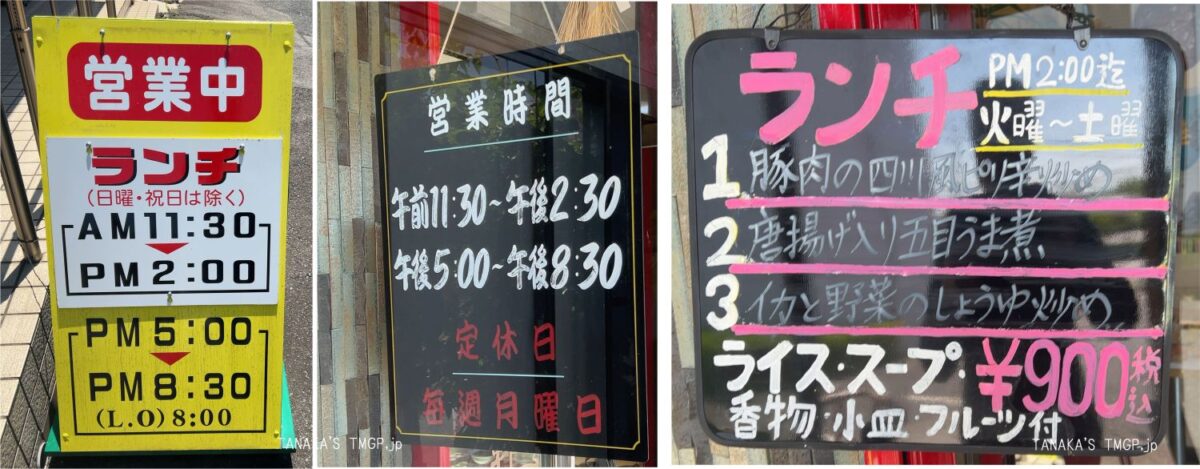 営業中
ランチ
(日曜・祝日は除く)
AM11:30
PM2:00
PM5:00
PM8:30
(L.O)8:00
TANAKA'S TMGP.jp
営業時間
午前11:30~午後2:30
午後5:00~午後8:30
定休日
毎週月曜日
TANAKA'S TMGP.jp
ランチ
PM2:00迄
火曜~土曜
1 豚肉の四川風ピリ辛炒め
2 唐揚げ入り五目うま煮
3 イカと野菜のしょうゆ炒め
ライス・スープ・
香物・小皿・フルーツ付
¥900税込
TANAKA'S TMGP.jp